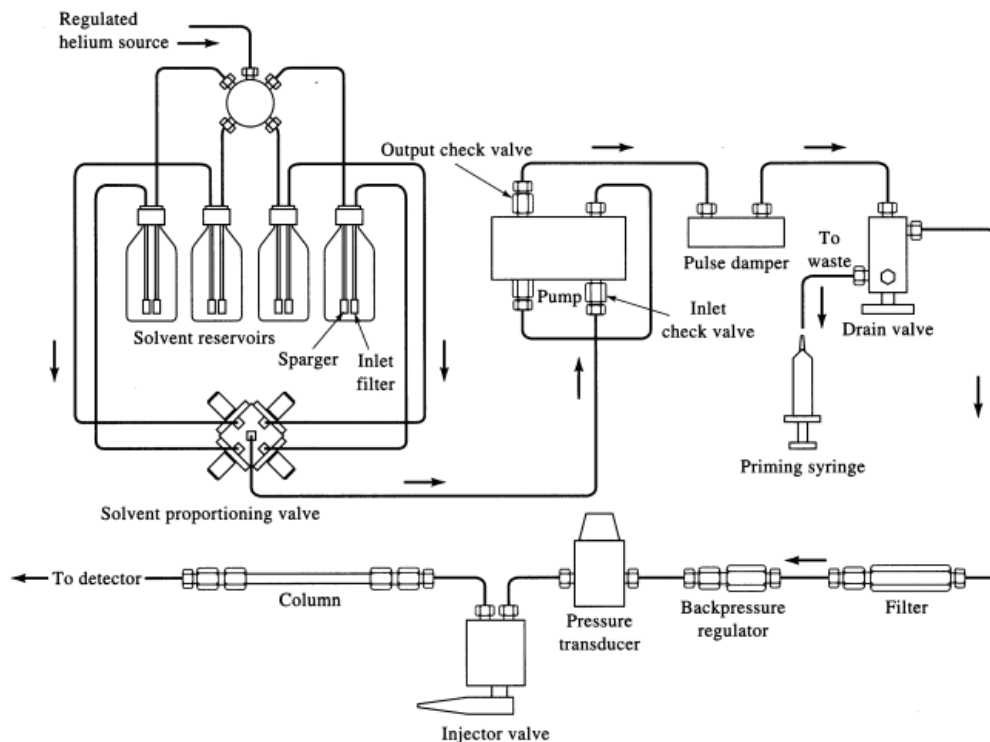 Regulated
helium source
Output check valve
Solvent reservoirs
Sparger
Inlet
filter
Pump
Inlet
check valve
Pulse damper
To
waste
Drain valve
Priming syringe
Solvent proportioning valve
To detector
Column
Injector valve
Pressure
transducer
Backpressure
regulator
Filter